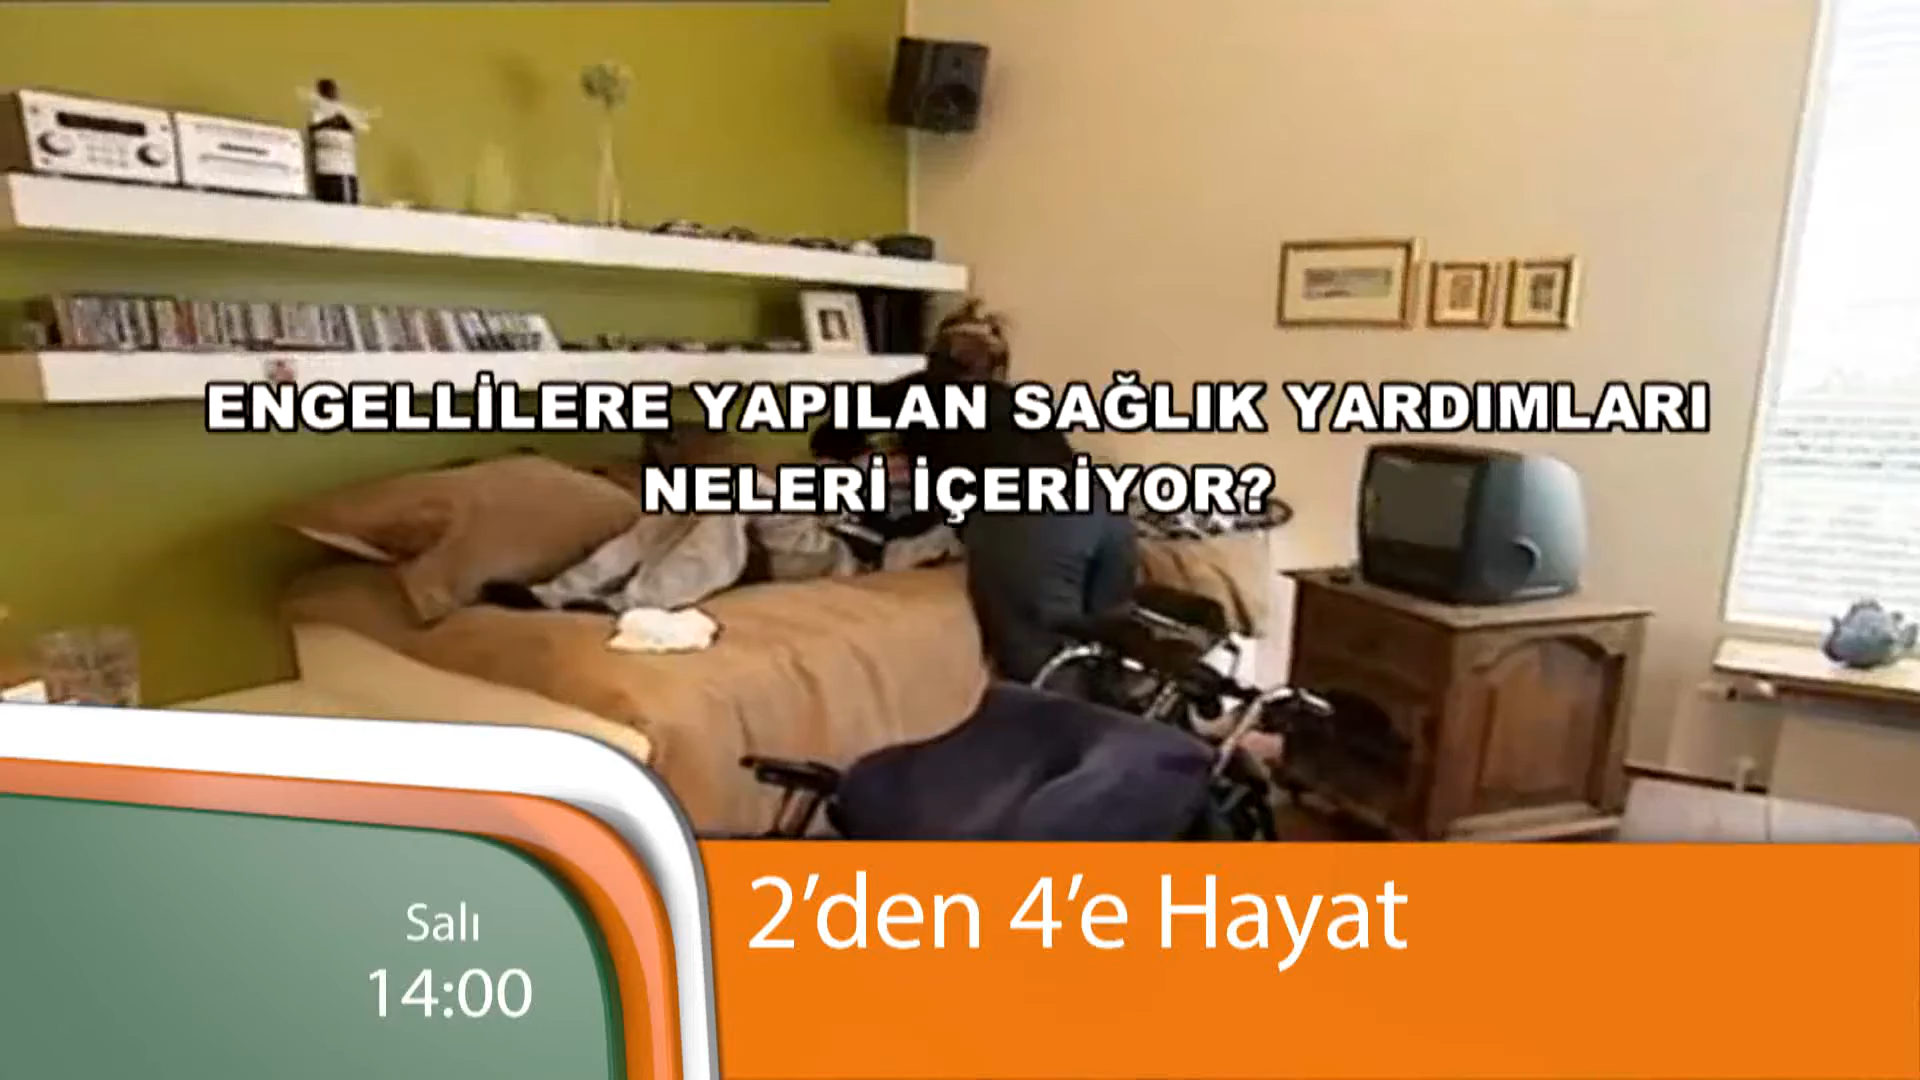 ENGELLİLERE YAPILAN SAĞLIK YARDIMLARI
NELERİ İÇERİYOR?
Salı
14:00
2'den 4'e Hayat